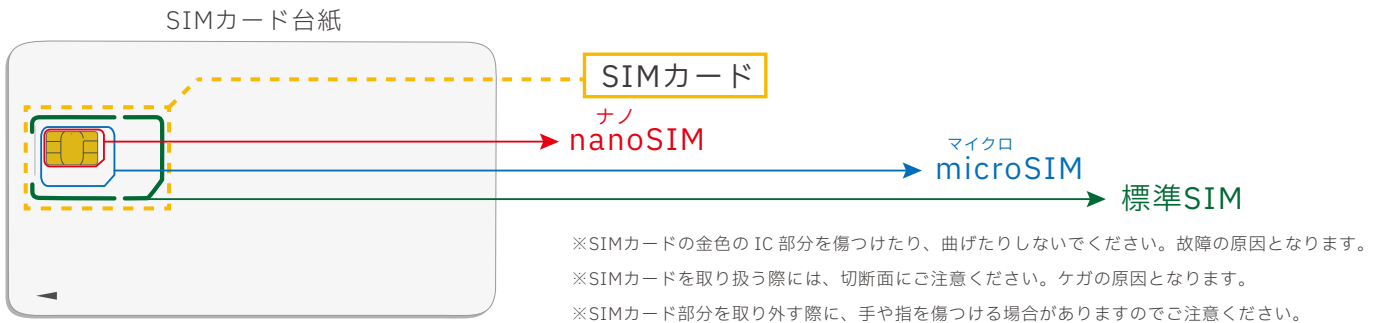 SIMカード台紙
SIMカード
ナノ
nanoSIM
マイクロ
microSIM
標準SIM
※SIMカードの金色の IC 部分を傷つけたり、曲げたりしないでください。故障の原因となります。
※SIMカードを取り扱う際には、切断面にご注意ください。ケガの原因となります。
※SIMカード部分を取り外す際に、手や指を傷つける場合がありますのでご注意ください。